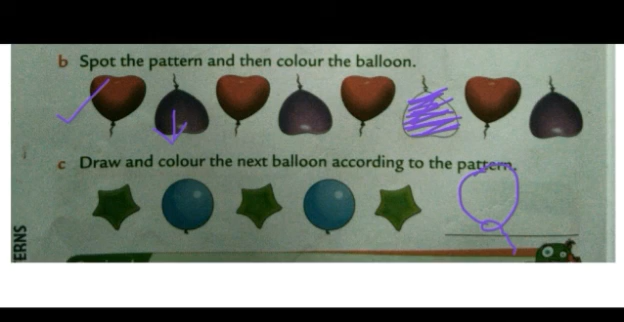 b Spot the pattern and then colour the balloon.
c Draw and colour the next balloon according to the pattern.
ERNS